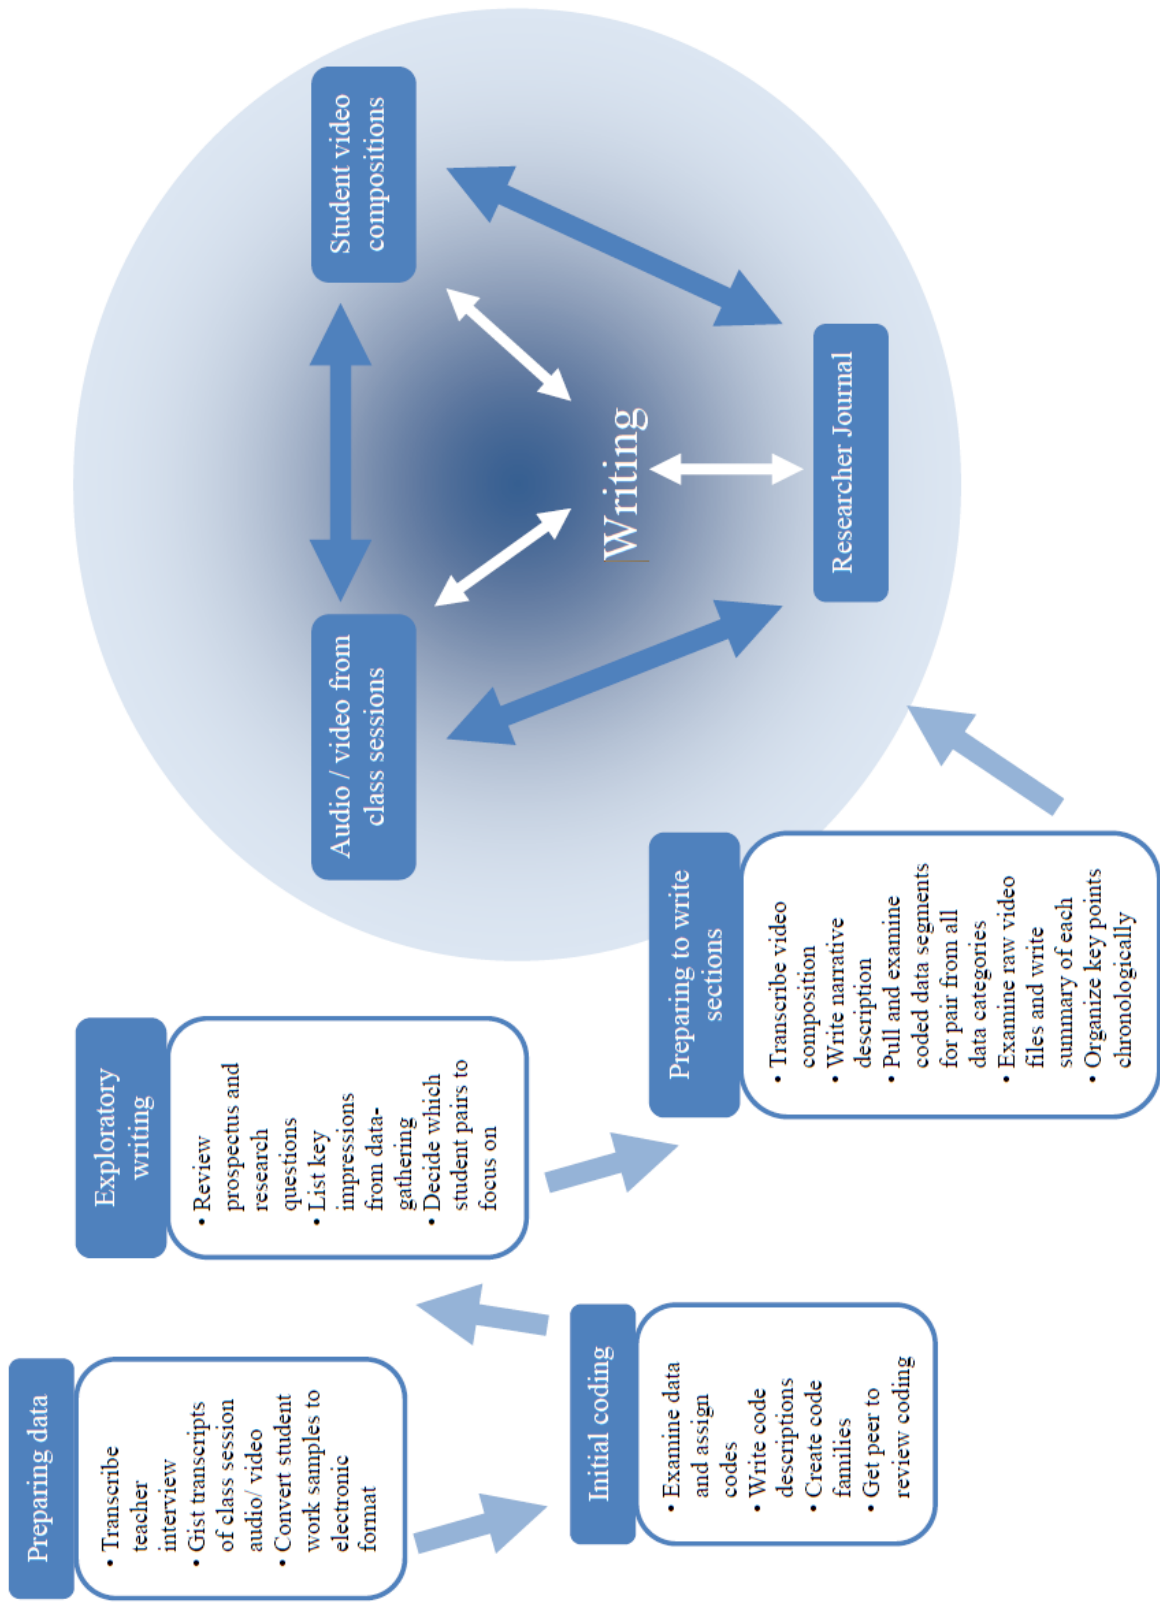 Preparing data
• Transcribe
teacher
interview
• Gist transcripts
of class session
audio/ video
• Convert student
work samples to
electronic
format
Initial coding
• Examine data
and assign
codes
• Write code
descriptions
• Create code
families
• Get peer to
review coding
Exploratory
writing
• Review
prospectus and
research
questions
• List key
impressions
from data-
gathering
• Decide which
student pairs to
focus on
Preparing to write
sections
• Transcribe video
composition
• Write narrative
description
• Pull and examine
coded data segments
for pair from all
data categories
• Examine raw video
files and write
summary of each
• Organize key points
chronologically
Audio / video from
class sessions
Student video
compositions
Writing
Researcher Journal